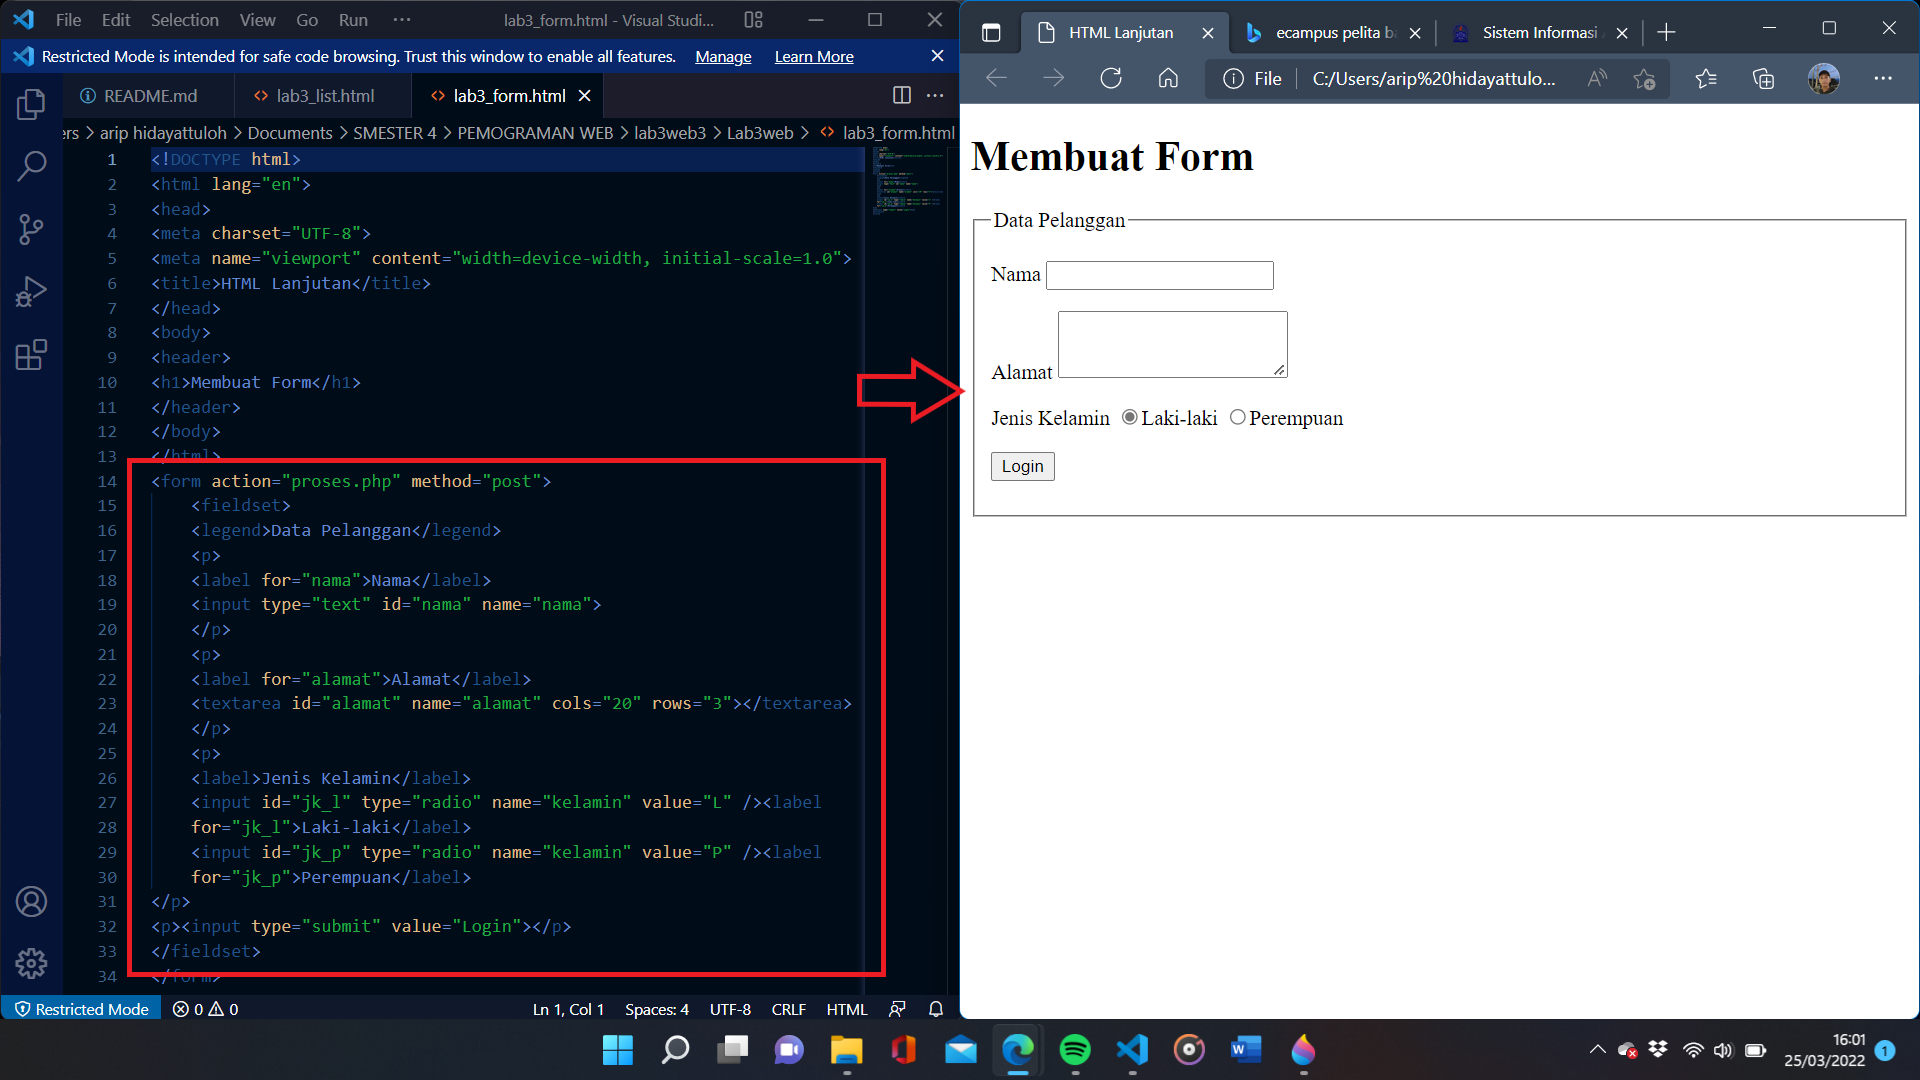 File Edit Selection View Go Run ··· lab3_form.html - Visual Studi...
Restricted Mode is intended for safe code browsing. Trust this window to enable all features. Manage Learn More
README.md lab3_list.html lab3_form.html
ers > arip hidayattuloh > Documents > SMESTER 4 > PEMOGRAMAN WEB > lab3web3 > Lab3web > lab3_form.html
1 <!DOCTYPE html>
2 <html lang="en">
3 <head>
4 <meta charset="UTF-8">
5 <meta name="viewport" content="width=device-width, initial-scale=1.0">
6 <title>HTML Lanjutan</title>
7 </head>
8 <body>
9 <header>
10 <h1>Membuat Form</h1>
11 </header>
12 </body>
13 </html>
14 <form action="proses.php" method="post">
15 <fieldset>
16 <legend>Data Pelanggan</legend>
17 <p>
18 <label for="nama">Nama</label>
19 <input type="text" id="nama" name="nama">
20 </p>
21 <p>
22 <label for="alamat">Alamat</label>
23 <textarea id="alamat" name="alamat" cols="20" rows="3"></textarea>
24 </p>
25 <p>
26 <label>Jenis Kelamin</label>
27 <input id="jk_l" type="radio" name="kelamin" value="L" /><label
28 for="jk_l">Laki-laki</label>
29 <input id="jk_p" type="radio" name="kelamin" value="P" /><label
30 for="jk_p">Perempuan</label>
31 </p>
32 <p><input type="submit" value="Login"></p>
33 </fieldset>
34 </form>
Restricted Mode 0 0 Ln 1, Col 1 Spaces: 4 UTF-8 CRLF HTML
HTML Lanjutan ecampus pelita ba Sistem Informasi
File C:/Users/arip%20hidayattulo...
Membuat Form
Data Pelanggan
Nama
Alamat
Jenis Kelamin Laki-laki Perempuan
Login
16:01
25/03/2022 1